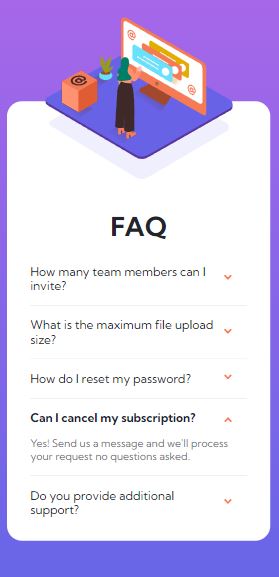 FAQ
How many team members can I
invite?
What is the maximum file upload
size?
How do I reset my password?
Can I cancel my subscription?
Yes! Send us a message and we'll process
your request no questions asked.
Do you provide additional
support?